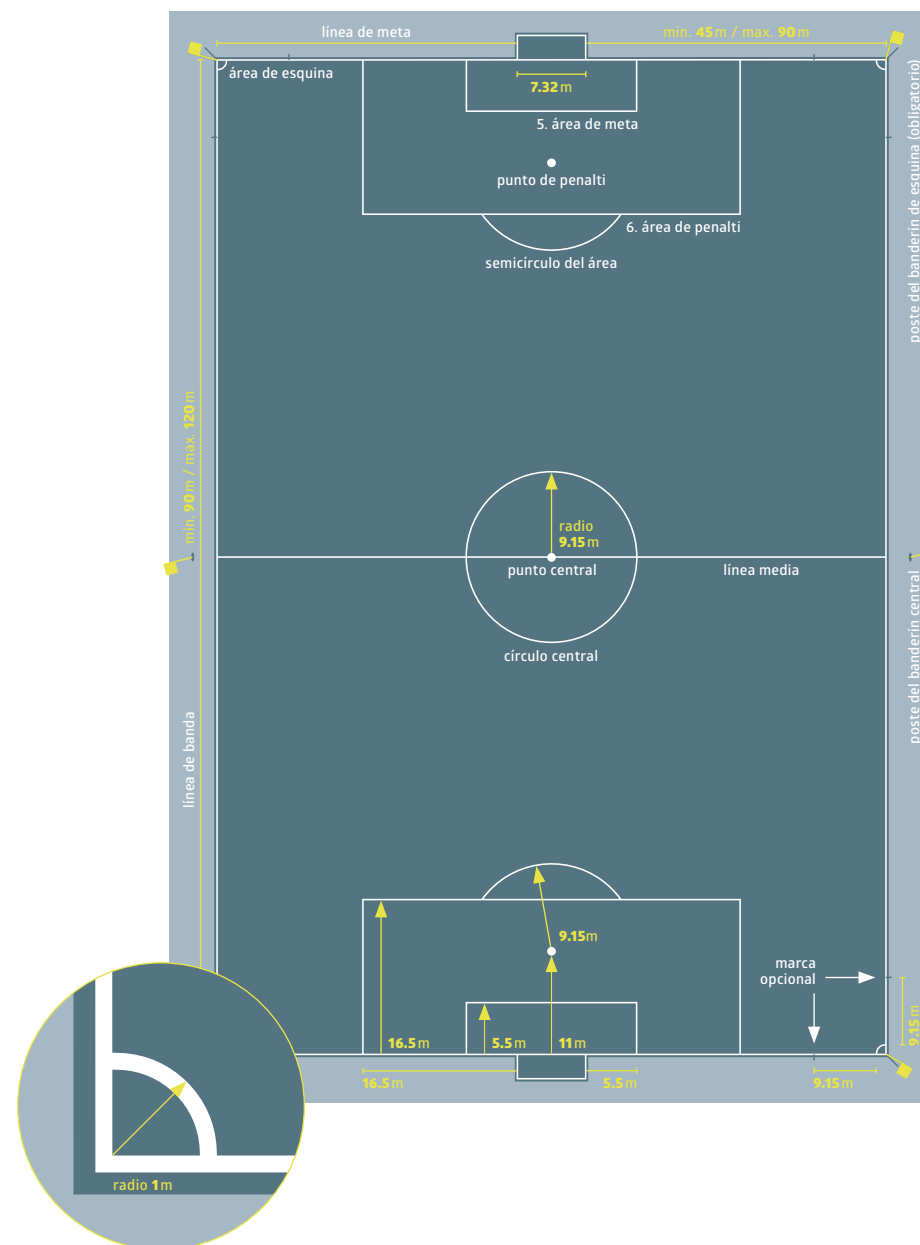 línea de meta
min. 45 m / max. 90 m
área de esquina
7.32 m
5. área de meta
punto de penalti
6. área de penalti
semicírculo del área
poste del banderín de esquina (obligatorio)
min. 90 m / max. 120 m
radio
9.15 m
punto central
línea media
círculo central
poste del banderín central
línea de banda
9.15 m
marca
opcional
9.15 m
16.5 m
5.5 m
11 m
16.5 m
5.5 m
9.15 m
radio 1 m